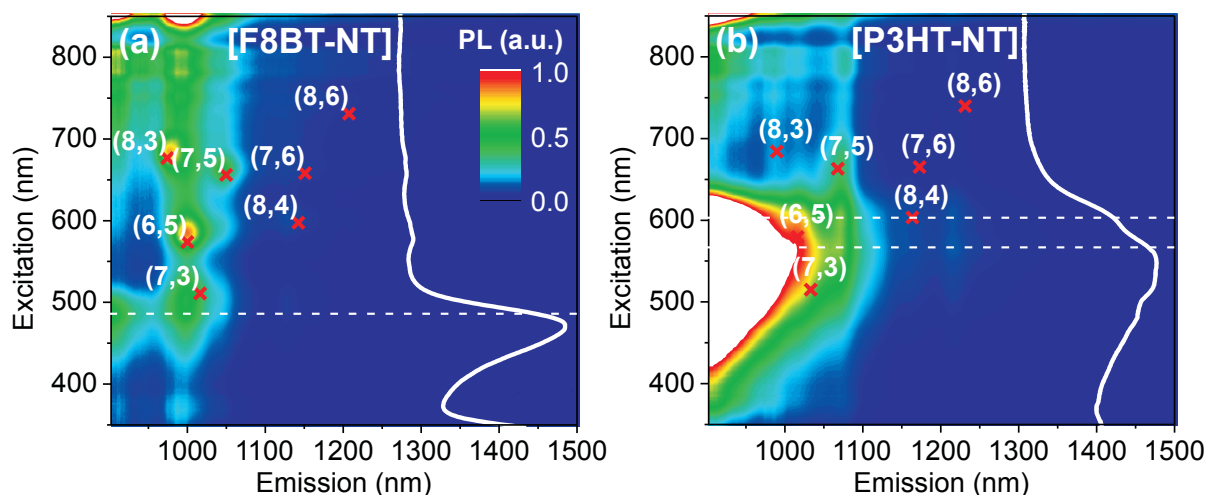 (a) [F8BT-NT] PL (a.u.)
1.0
0.5
0.0
(8,6)
(8,3) (7,5) (7,6)
(8,4)
(6,5)
(7,3)
800
700
600
500
400
Excitation (nm)
1000 1100 1200 1300 1400 1500
Emission (nm)
(b) [P3HT-NT]
(8,6)
(8,3) (7,5) (7,6)
(8,4)
(6,5)
(7,3)
800
700
600
500
400
Excitation (nm)
1000 1100 1200 1300 1400 1500
Emission (nm)